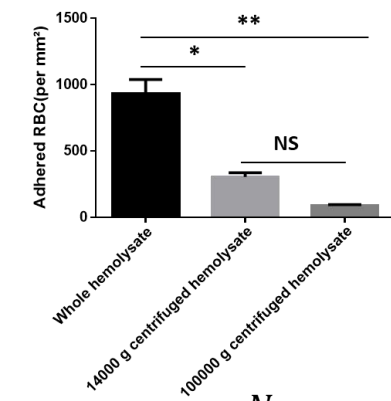 1500
**
*
1000
NS
500
0
Adhered RBC(per mm²)
Whole hemolysate
14000 g centrifuged hemolysate
100000 g centrifuged hemolysate
N